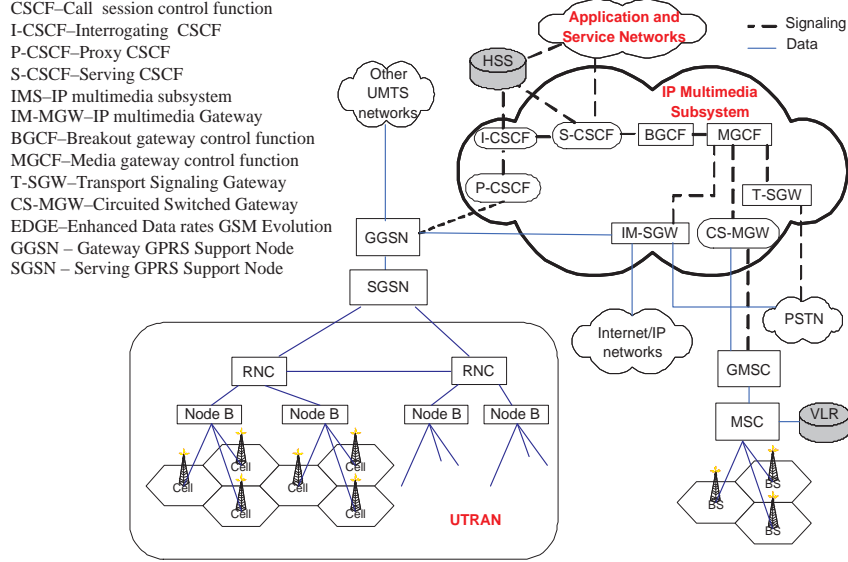 CSCF–Call session control function
I-CSCF–Interrogating CSCF
P-CSCF–Proxy CSCF
S-CSCF–Serving CSCF
IMS–IP multimedia subsystem
IM-MGW–IP multimedia Gateway
BGCF–Breakout gateway control function
MGCF–Media gateway control function
T-SGW–Transport Signaling Gateway
CS-MGW–Circuited Switched Gateway
EDGE–Enhanced Data rates GSM Evolution
GGSN – Gateway GPRS Support Node
SGSN – Serving GPRS Support Node
Application and
Service Networks
Signaling
Data
HSS
Other
UMTS
networks
IP Multimedia
Subsystem
I-CSCF
S-CSCF
BGCF
MGCF
P-CSCF
T-SGW
GGSN
IM-SGW
CS-MGW
SGSN
Internet/IP
networks
PSTN
RNC
RNC
GMSC
Node B
Node B
Node B
Node B
MSC
VLR
Cell
Cell
Cell
Cell
Cell
Cell
BS
BS
BS
UTRAN